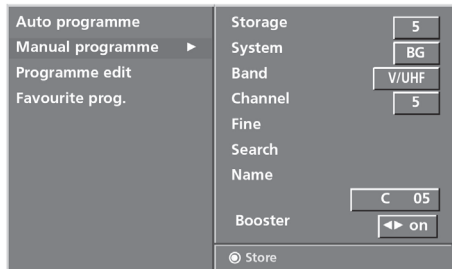 Auto programme
Manual programme ►
Programme edit
Favourite prog.
Storage 5
System BG
Band V/UHF
Channel 5
Fine
Search
Name
C 05
Booster ◄► on
Store